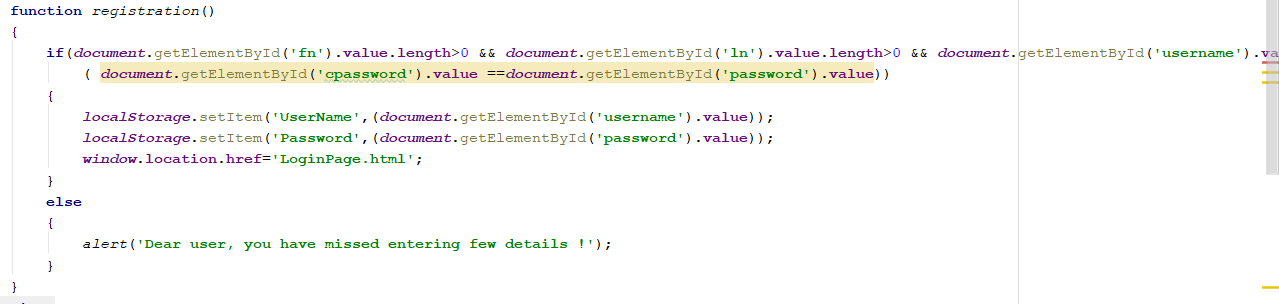 function registration()
{
if(document.getElementById('fn').value.length>0 && document.getElementById('ln').value.length>0 && document.getElementById('username').va
( document.getElementById('cpassword').value ==document.getElementById('password').value))
{
localStorage.setItem('UserName',(document.getElementById('username').value));
localStorage.setItem('Password',(document.getElementById('password').value));
window.location.href='LoginPage.html';
}
else
{
alert('Dear user, you have missed entering few details !');
}
}